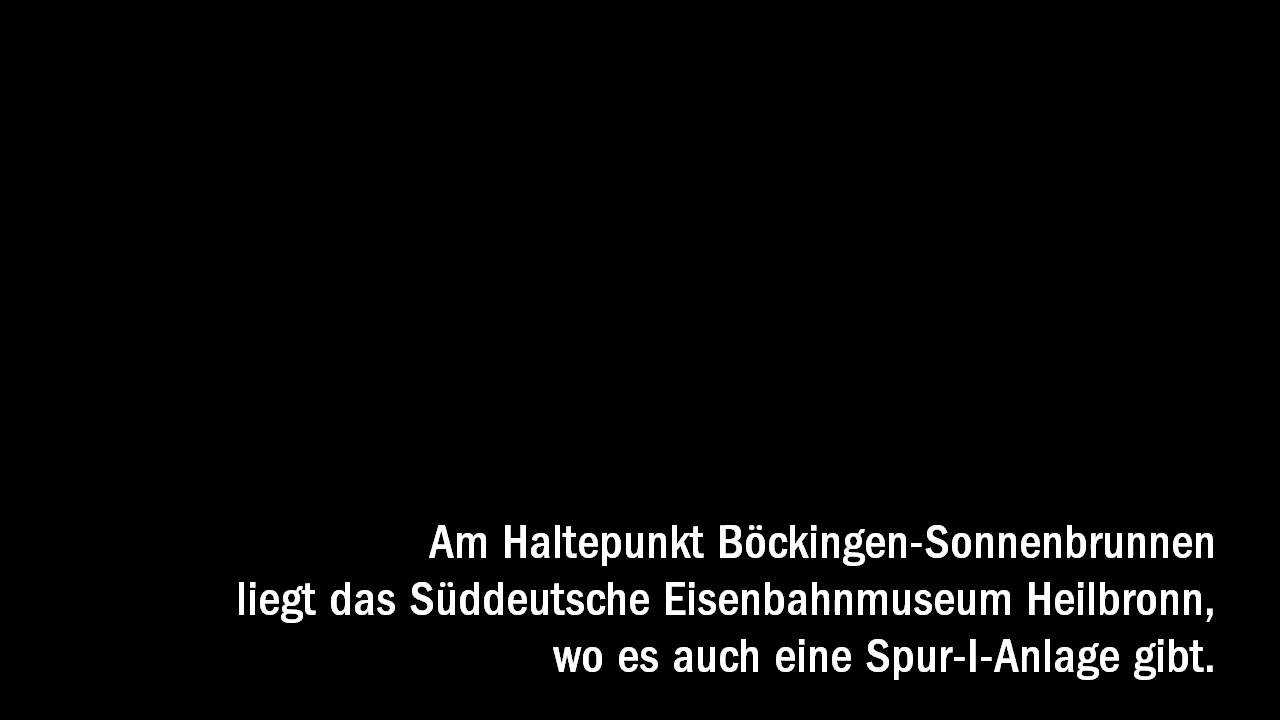 Am Haltepunkt Böckingen-Sonnenbrunnen
liegt das Süddeutsche Eisenbahnmuseum Heilbronn,
wo es auch eine Spur-I-Anlage gibt.